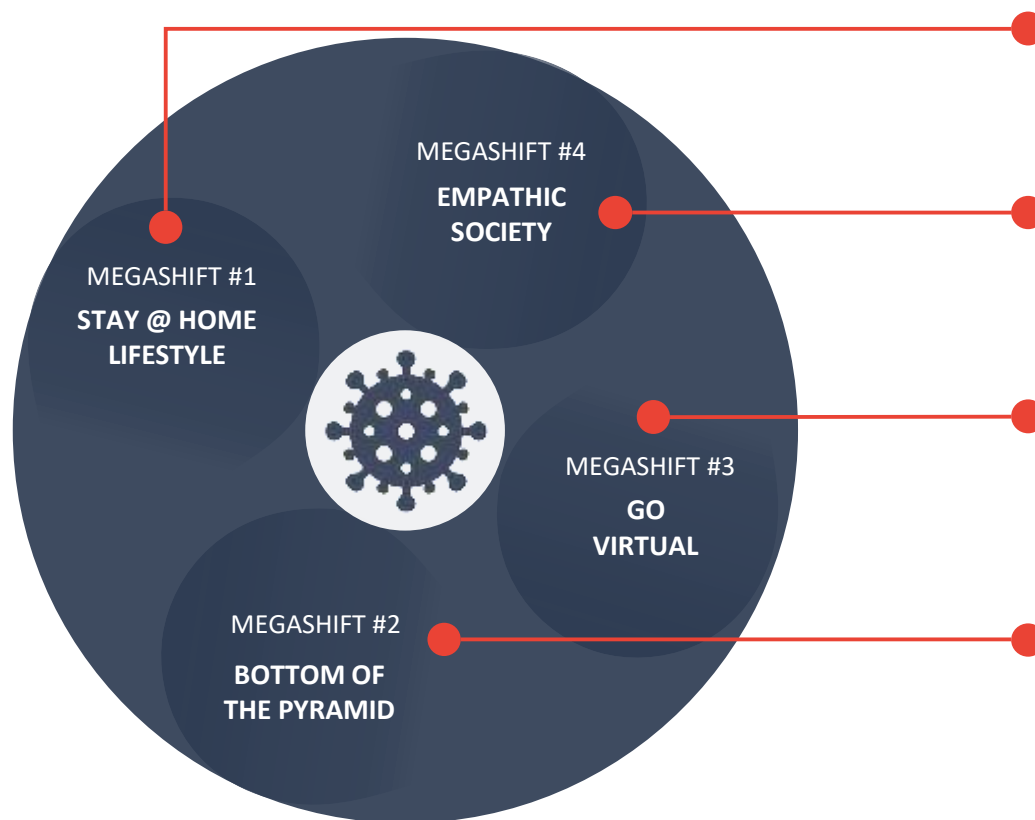 MEGASHIFT #4
EMPATHIC
SOCIETY
MEGASHIFT #1
STAY @ HOME
LIFESTYLE
MEGASHIFT #3
GO
VIRTUAL
MEGASHIFT #2
BOTTOM OF
THE PYRAMID